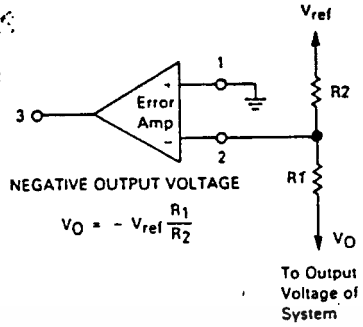 Vref
1
+
Error
Amp
3
R2
−
2
R1
NEGATIVE OUTPUT VOLTAGE
VO = - Vref R1/R2
VO
To Output
Voltage of
System